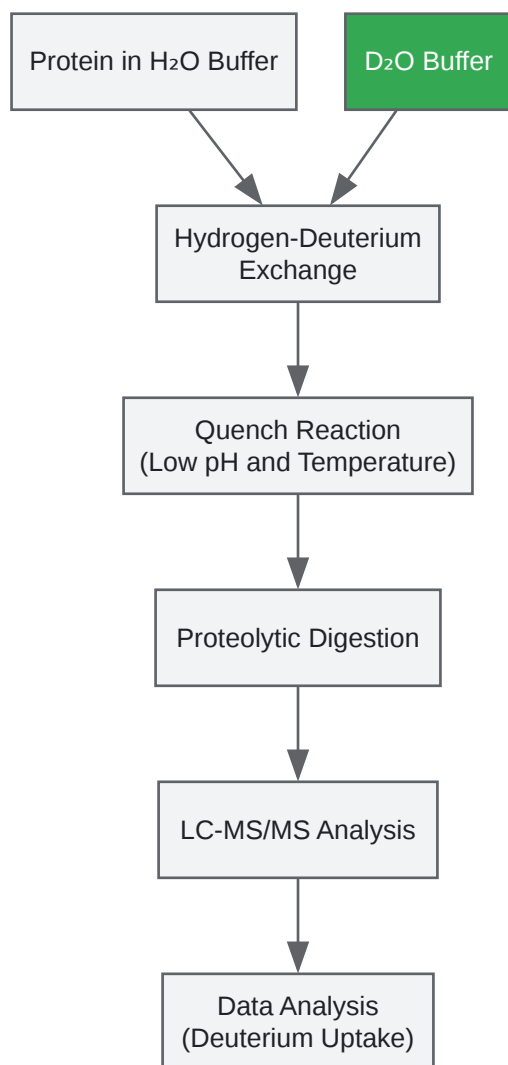 Protein in H₂O Buffer
D₂O Buffer
Hydrogen-Deuterium
Exchange
Quench Reaction
(Low pH and Temperature)
Proteolytic Digestion
LC-MS/MS Analysis
Data Analysis
(Deuterium Uptake)